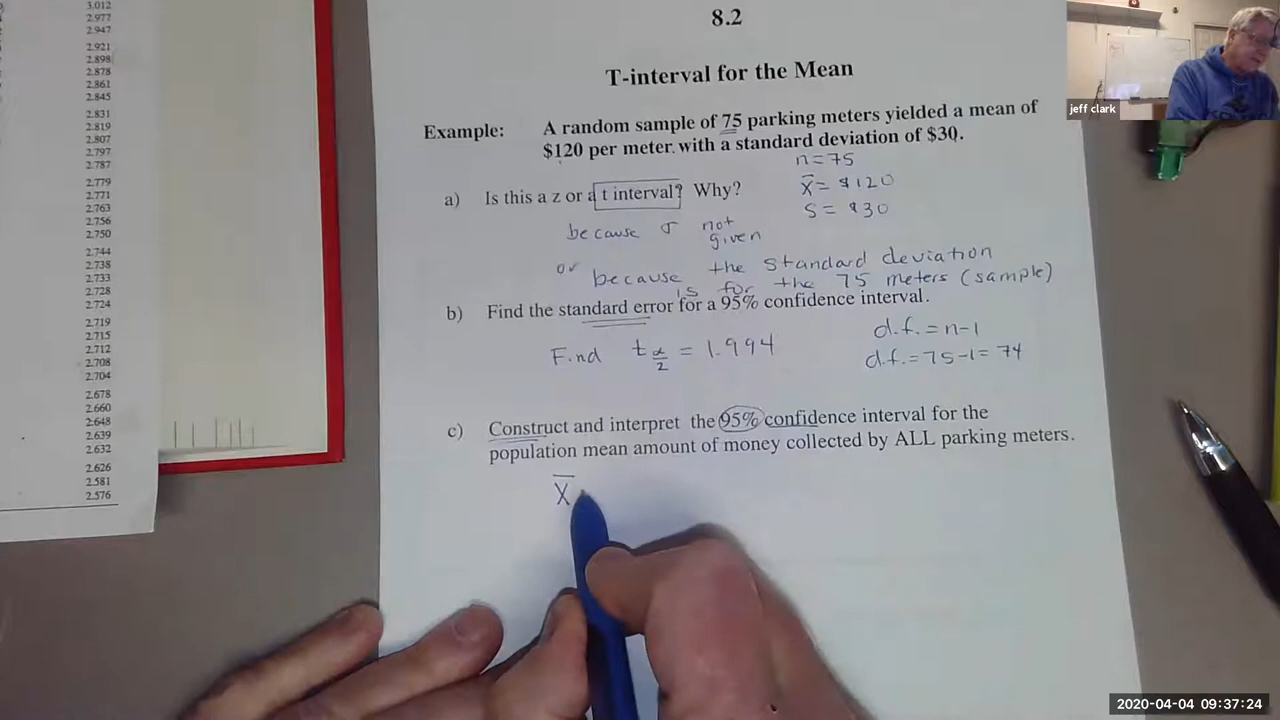 3.012
2.977
2.947
2.921
2.898
2.878
2.861
2.845
2.831
2.819
2.807
2.797
2.787
2.779
2.771
2.763
2.756
2.750
2.744
2.738
2.733
2.728
2.724
2.719
2.715
2.712
2.708
2.704
2.678
2.660
2.648
2.639
2.632
2.626
2.581
2.576
8.2
T-interval for the Mean
Example: A random sample of 75 parking meters yielded a mean of
$120 per meter with a standard deviation of $30.
n=75
x̄= $120
s= $30
a) Is this a z or a t interval? Why?
because σ not
given
or because the standard deviation
is for the 75 meters (sample)
b) Find the standard error for a 95% confidence interval.
Find t α/2 = 1.994
d.f.=n-1
d.f.=75-1=74
c) Construct and interpret the 95% confidence interval for the
population mean amount of money collected by ALL parking meters.
X̄
jeff clark
2020-04-04 09:37:24